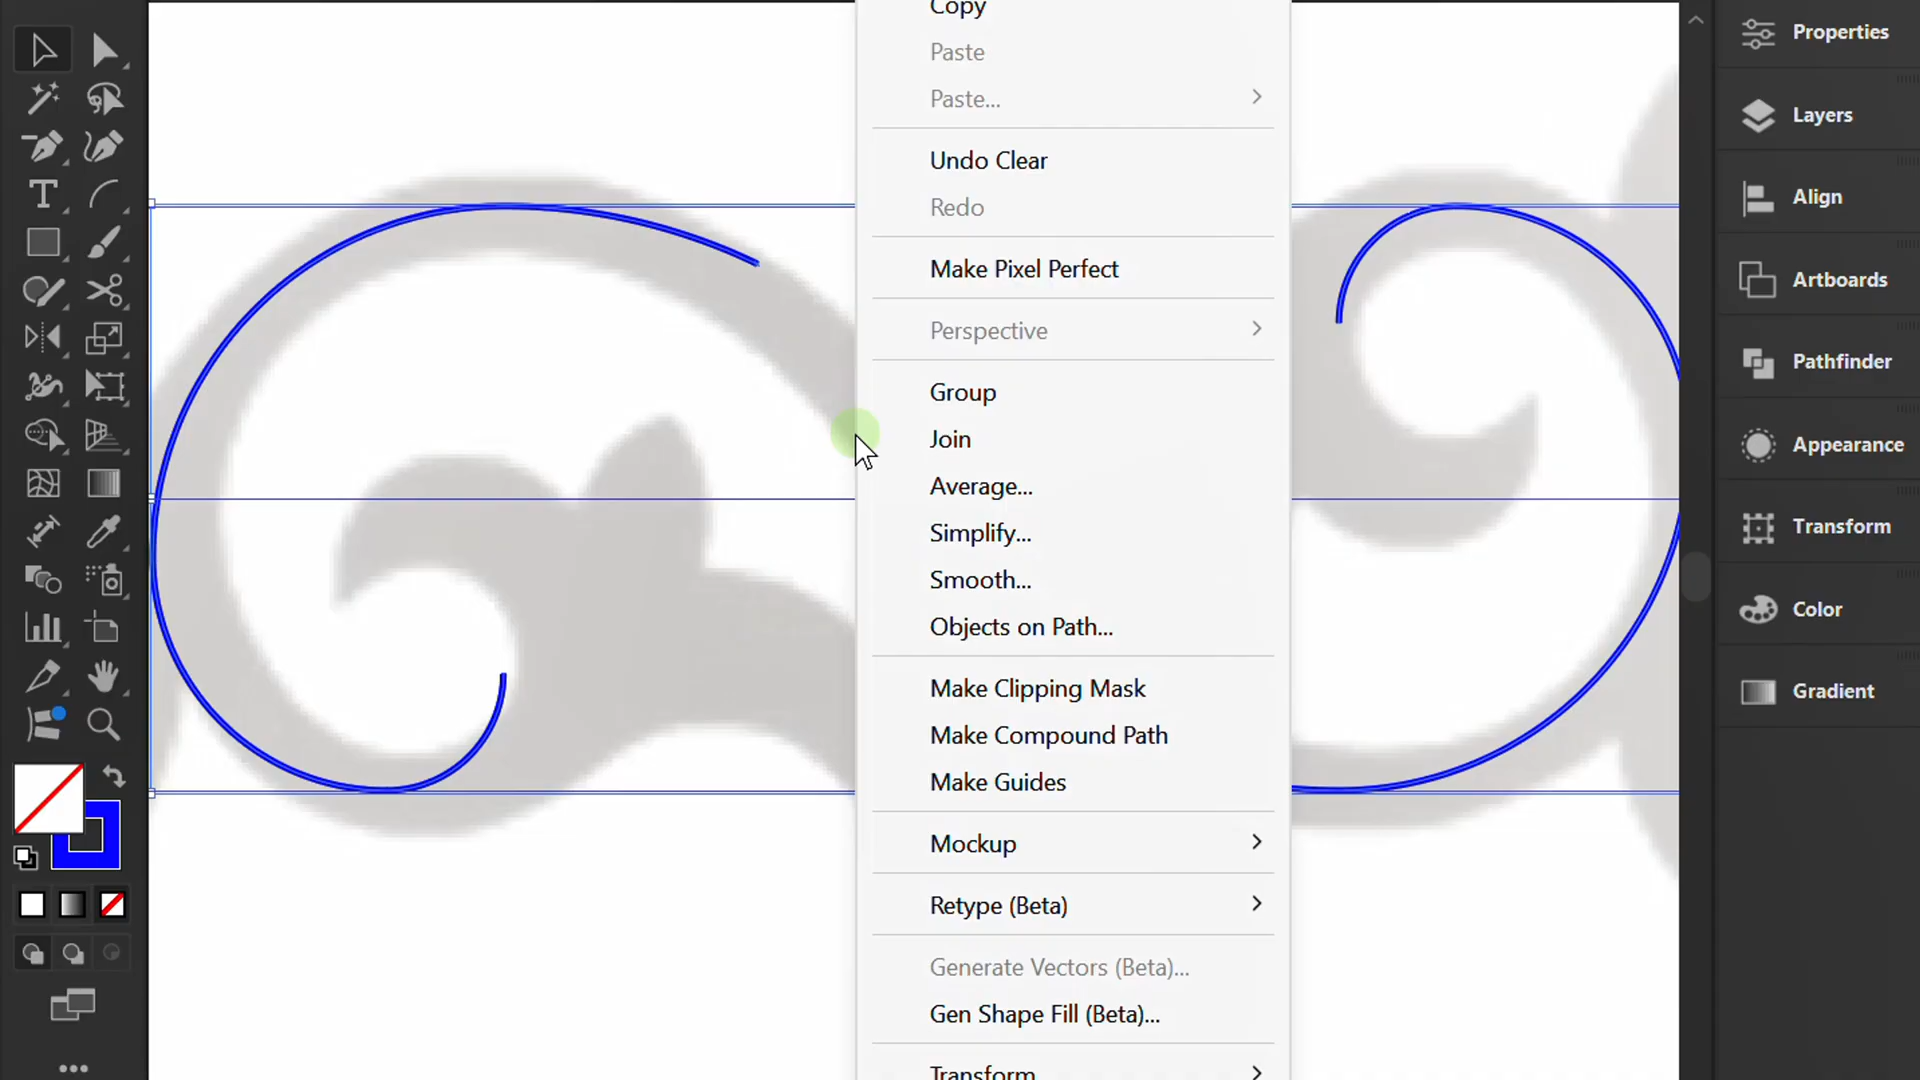 Copy
Paste
Paste...
Undo Clear
Redo
Make Pixel Perfect
Perspective
Group
Join
Average...
Simplify...
Smooth...
Objects on Path...
Make Clipping Mask
Make Compound Path
Make Guides
Mockup
Retype (Beta)
Generate Vectors (Beta)...
Gen Shape Fill (Beta)...
Transform
Properties
Layers
Align
Artboards
Pathfinder
Appearance
Transform
Color
Gradient